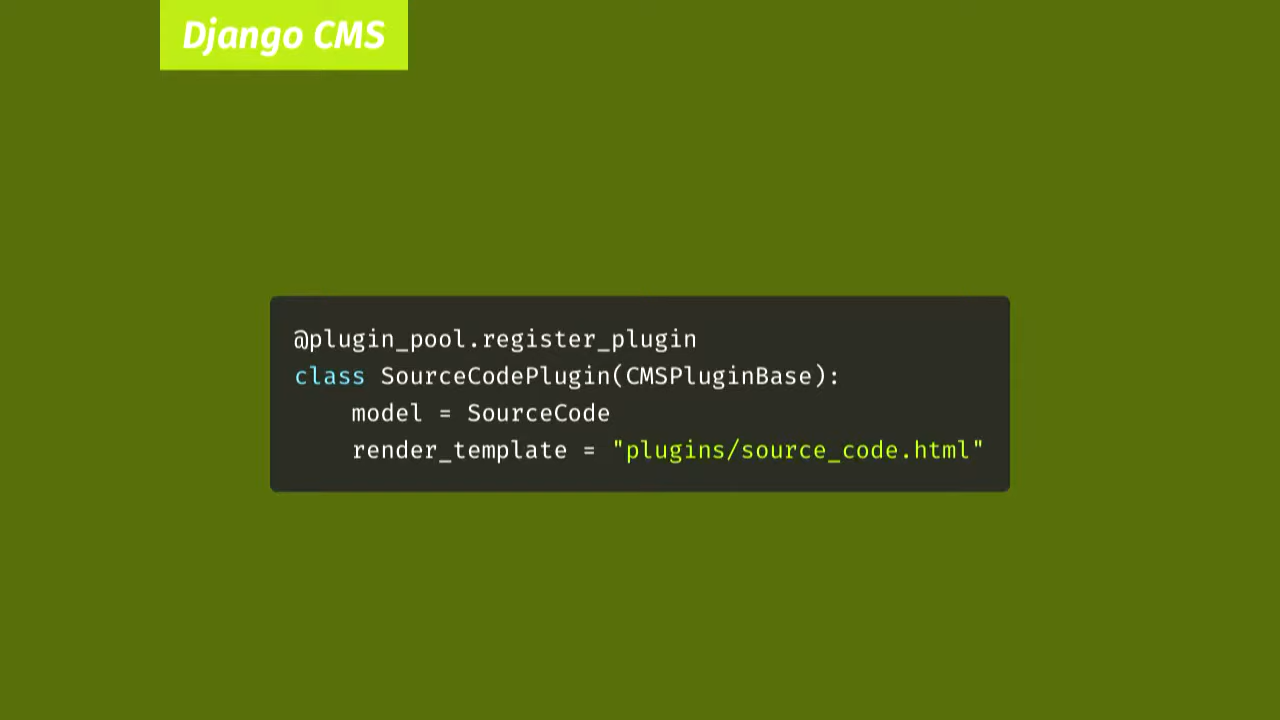 Django CMS
@plugin_pool.register_plugin
class SourceCodePlugin(CMSPluginBase):
    model = SourceCode
    render_template = "plugins/source_code.html"